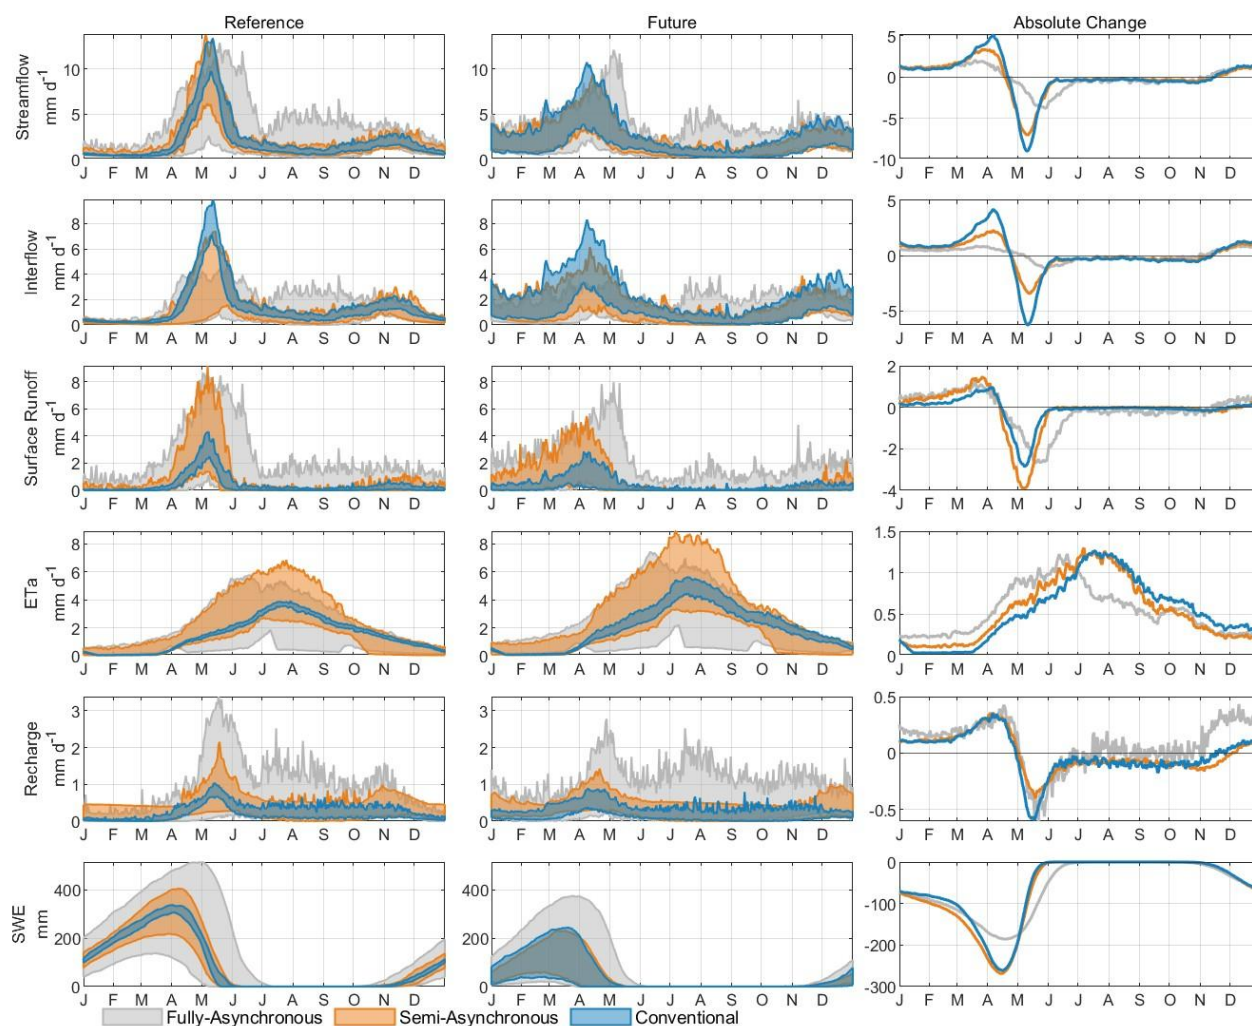 Reference Future Absolute Change
Streamflow
mm d⁻¹
10
5
0
J F M A M J J A S O N D
10
5
0
J F M A M J J A S O N D
5
0
-5
-10
J F M A M J J A S O N D
Interflow
mm d⁻¹
8
6
4
2
0
J F M A M J J A S O N D
8
6
4
2
0
J F M A M J J A S O N D
5
0
-5
J F M A M J J A S O N D
Surface Runoff
mm d⁻¹
8
6
4
2
0
J F M A M J J A S O N D
8
6
4
2
0
J F M A M J J A S O N D
2
0
-2
-4
J F M A M J J A S O N D
ETa
mm d⁻¹
8
6
4
2
0
J F M A M J J A S O N D
8
6
4
2
0
J F M A M J J A S O N D
1.5
1
0.5
0
J F M A M J J A S O N D
Recharge
mm d⁻¹
3
2
1
0
J F M A M J J A S O N D
3
2
1
0
J F M A M J J A S O N D
0.5
0
-0.5
J F M A M J J A S O N D
SWE
mm
400
200
0
J F M A M J J A S O N D
400
200
0
J F M A M J J A S O N D
0
-100
-200
-300
J F M A M J J A S O N D
Fully-Asynchronous Semi-Asynchronous Conventional